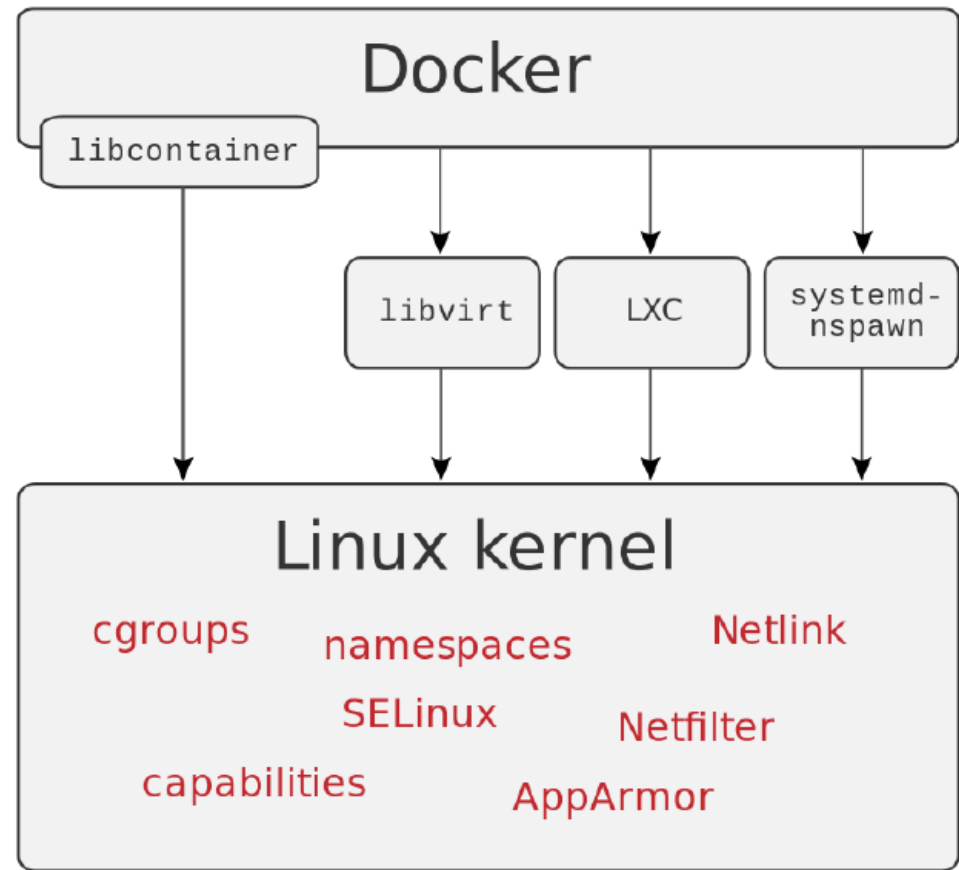 Docker
libcontainer
libvirt
LXC
systemd-
nspawn
Linux kernel
cgroups
namespaces
Netlink
SELinux
Netfilter
capabilities
AppArmor